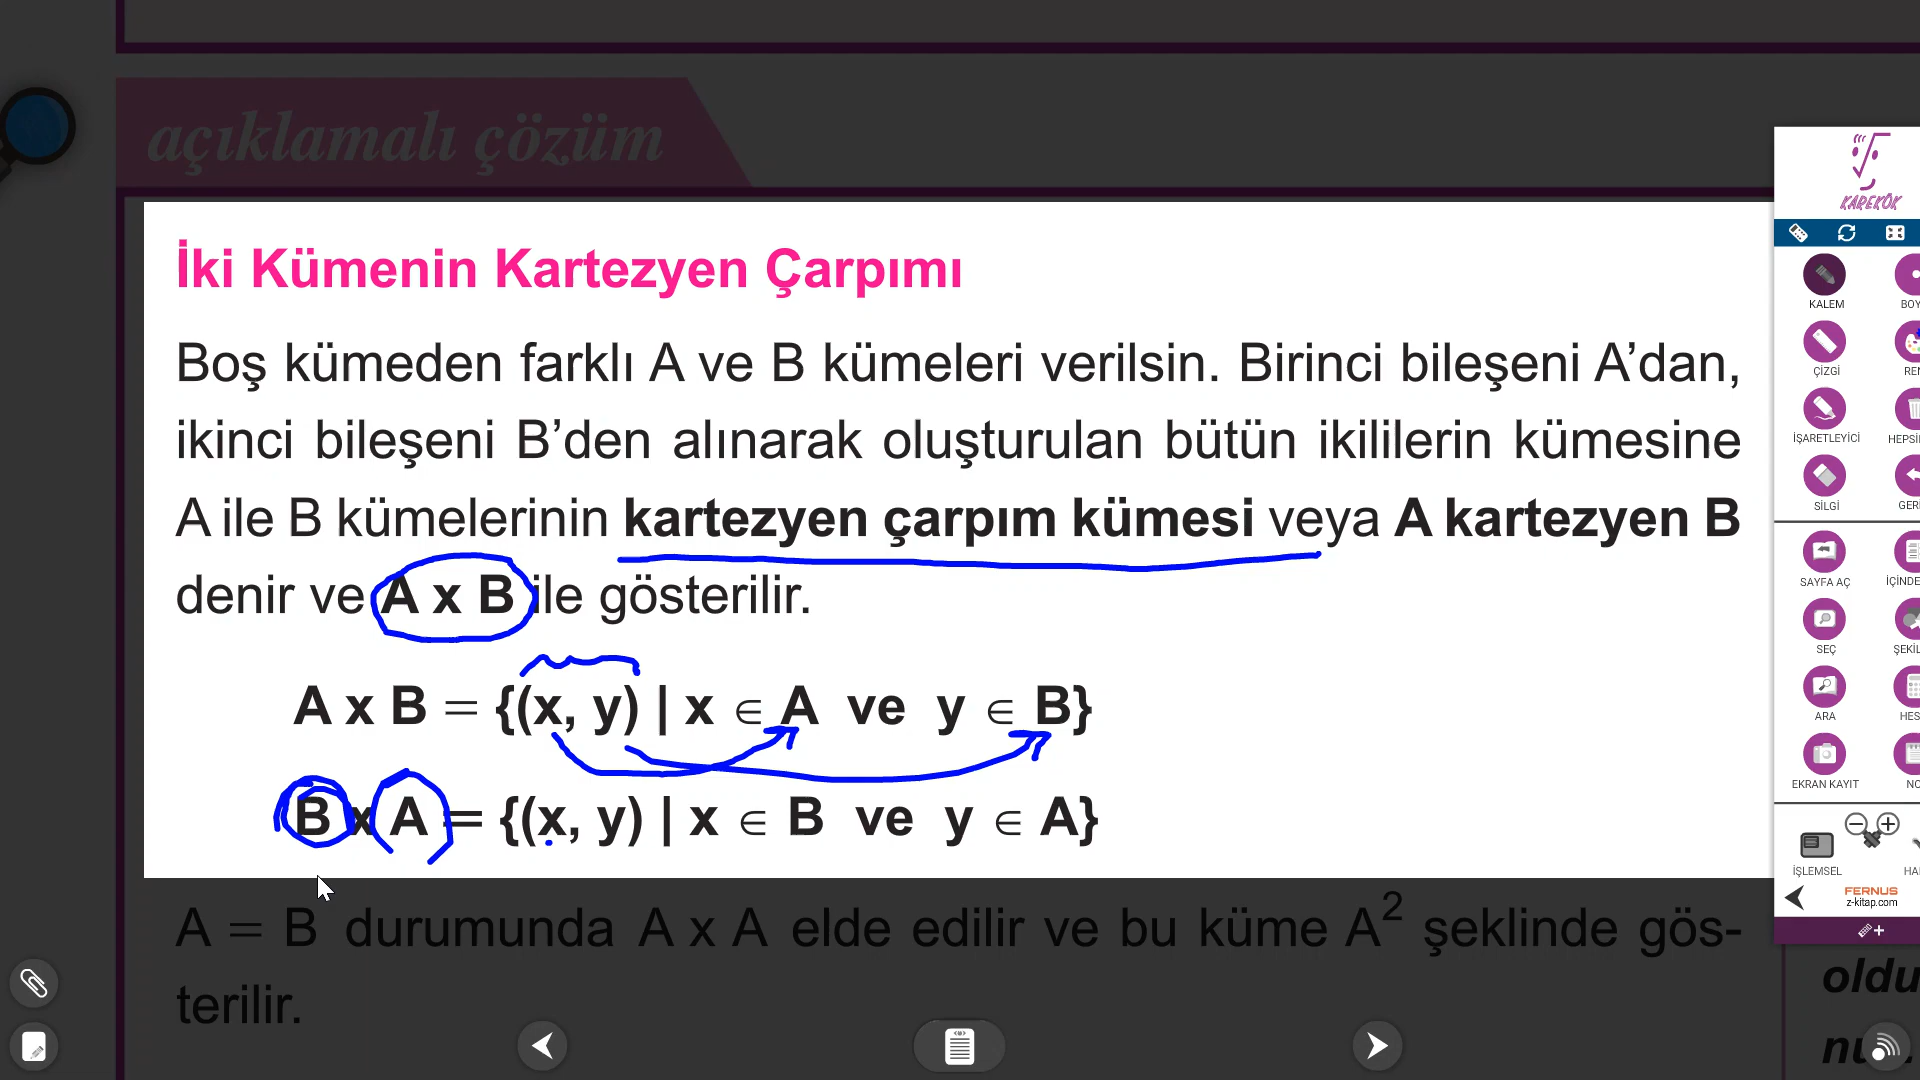 açıklamalı çözüm
İki Kümenin Kartezyen Çarpımı
Boş kümeden farklı A ve B kümeleri verilsin. Birinci bileşeni A’dan,
ikinci bileşeni B’den alınarak oluşturulan bütün ikililerin kümesine
A ile B kümelerinin kartezyen çarpım kümesi veya A kartezyen B
denir ve A x B ile gösterilir.
A x B = {(x, y) | x ∈ A ve y ∈ B}
B x A = {(x, y) | x ∈ B ve y ∈ A}
A = B durumunda A x A elde edilir ve bu küme A² şeklinde gös-
terilir.
KAREKÖK
KALEM
ÇİZGİ
İŞARETLEYİCİ
SİLGİ
SAYFA AÇ
SEÇ
ARA
EKRAN KAYIT
İŞLEMSEL
FERNUS
z-kitap.com